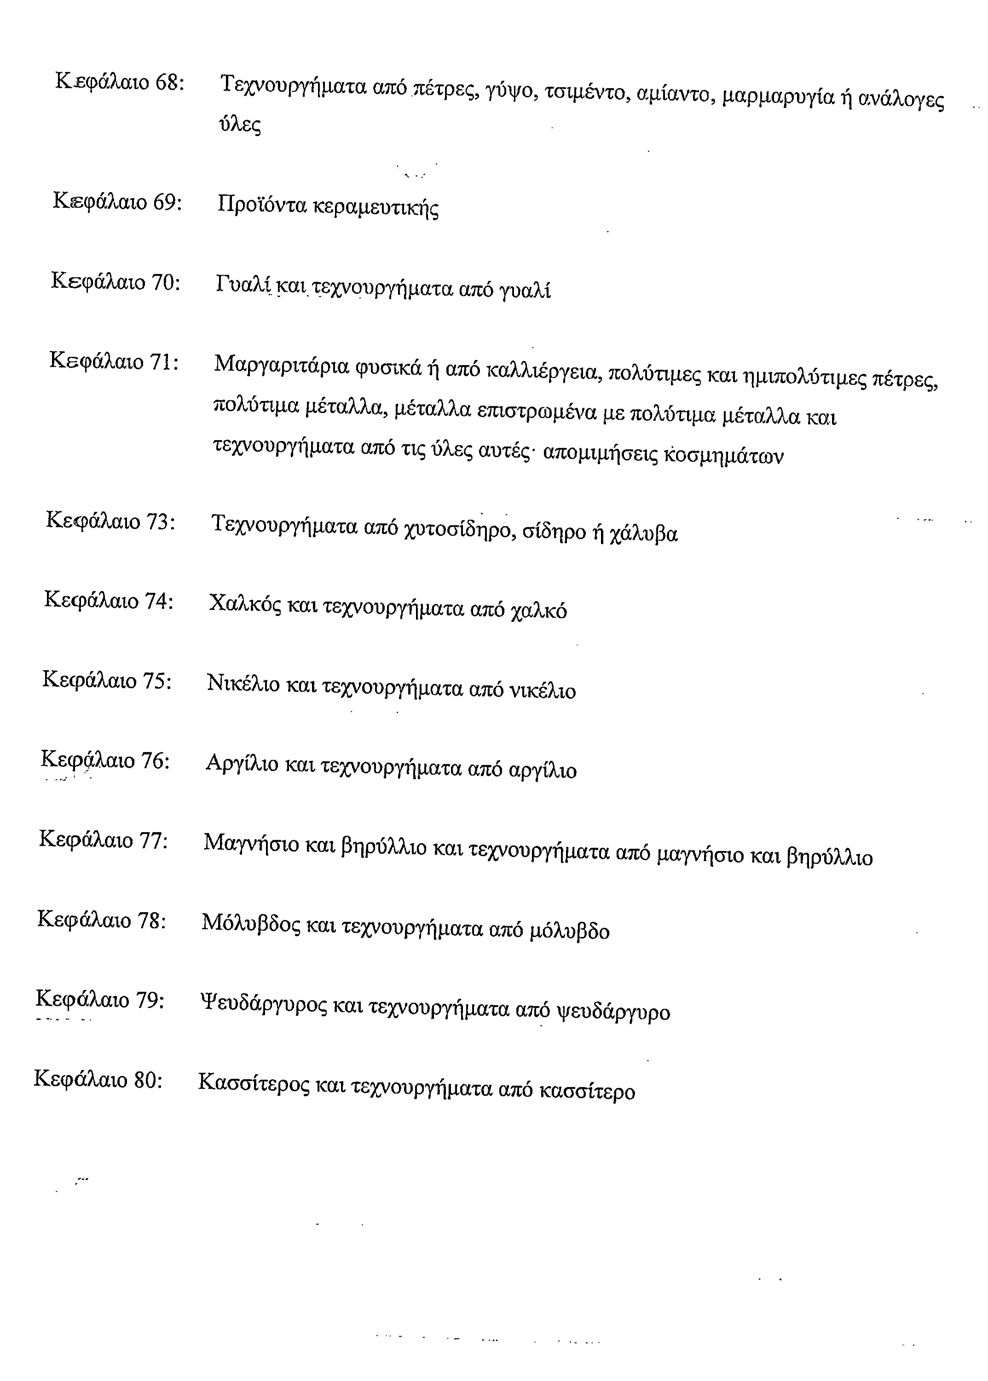 Κεφάλαιο 68: Τεχνουργήματα από πέτρες, γύψο, τσιμέντο, αμίαντο, μαρμαρυγία ή ανάλογες
ύλες
Κεφάλαιο 69: Προϊόντα κεραμευτικής
Κεφάλαιο 70: Γυαλί και τεχνουργήματα από γυαλί
Κεφάλαιο 71: Μαργαριτάρια φυσικά ή από καλλιέργεια, πολύτιμες και ημιπολύτιμες πέτρες,
πολύτιμα μέταλλα, μέταλλα επιστρωμένα με πολύτιμα μέταλλα και
τεχνουργήματα από τις ύλες αυτές· απομιμήσεις κοσμημάτων
Κεφάλαιο 73: Τεχνουργήματα από χυτοσίδηρο, σίδηρο ή χάλυβα
Κεφάλαιο 74: Χαλκός και τεχνουργήματα από χαλκό
Κεφάλαιο 75: Νικέλιο και τεχνουργήματα από νικέλιο
Κεφάλαιο 76: Αργίλιο και τεχνουργήματα από αργίλιο
Κεφάλαιο 77: Μαγνήσιο και βηρύλλιο και τεχνουργήματα από μαγνήσιο και βηρύλλιο
Κεφάλαιο 78: Μόλυβδος και τεχνουργήματα από μόλυβδο
Κεφάλαιο 79: Ψευδάργυρος και τεχνουργήματα από ψευδάργυρο
Κεφάλαιο 80: Κασσίτερος και τεχνουργήματα από κασσίτερο